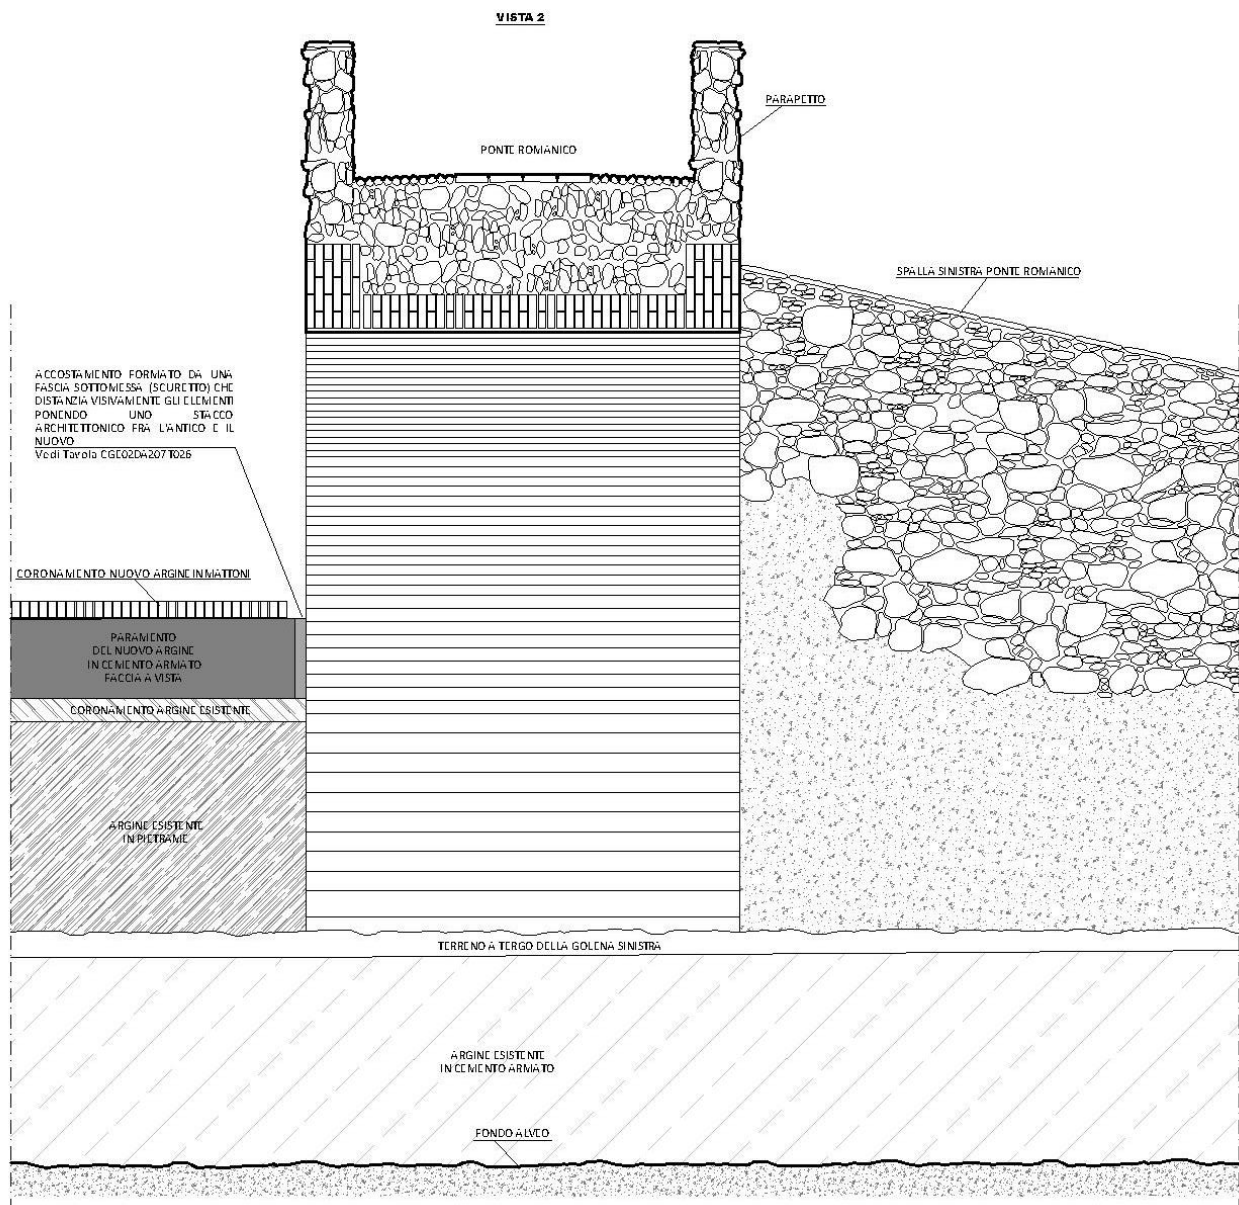 VISTA 2
PARAPETTO
PONTE ROMANICO
SPALLA SINISTRA PONTE ROMANICO
ACCOSTAMENTO FORMATO DA UNA
FASCIA SOTTOMESSA (SCURETTO) CHE
DISTANZIA VISIVAMENTE GLI ELEMENTI
PONENDO UNO STACCO
ARCHITETTONICO FRA L'ANTICO E IL
NUOVO
Vedi Tavola
CORONAMENTO NUOVO ARGINE IN MATTONI
PARAMENTO
DEL NUOVO ARGINE
IN CEMENTO ARMATO
FACCIA A VISTA
CORONAMENTO ARGINE ESISTENTE
ARGINE ESISTENTE
IN PIETRAME
TERRENO A TERGO DELLA GOLENA SINISTRA
ARGINE ESISTENTE
IN CEMENTO ARMATO
FONDO ALVEO